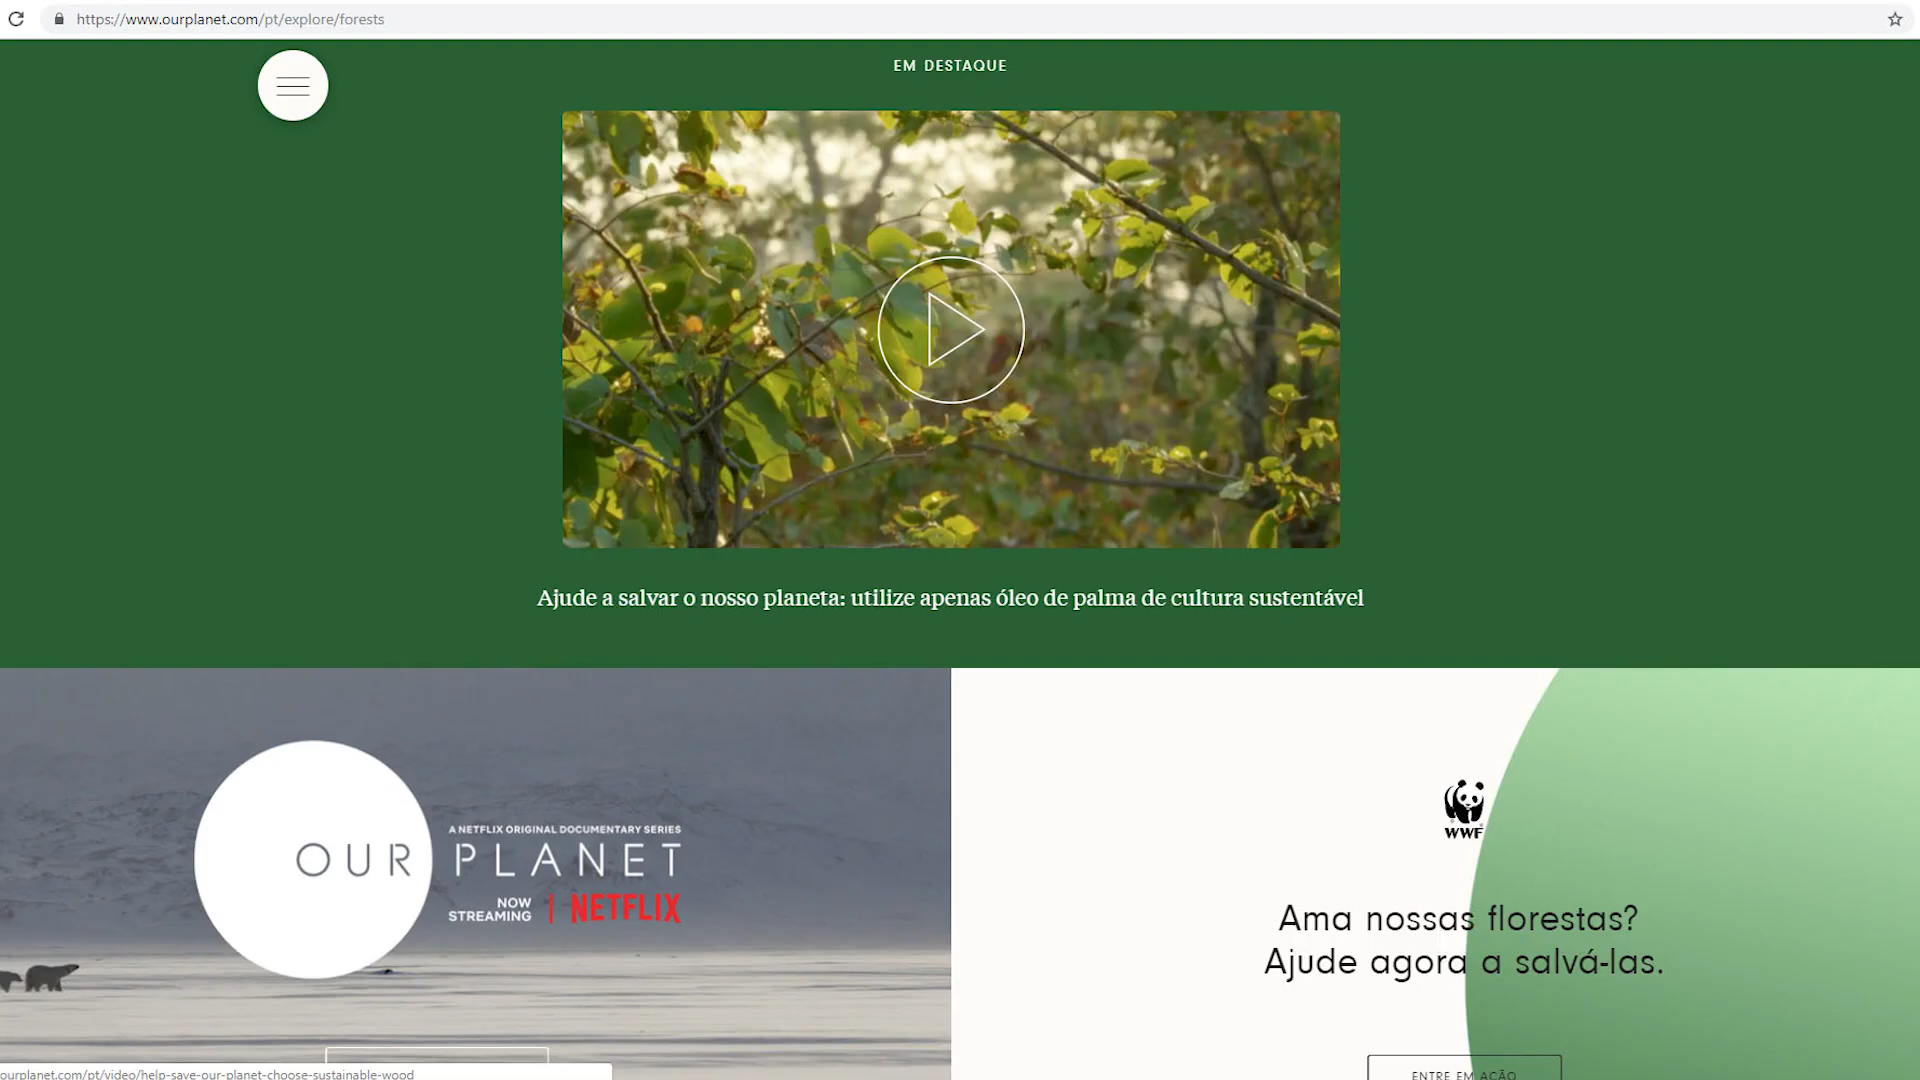 https://www.ourplanet.com/pt/explore/forests
EM DESTAQUE
Ajude a salvar o nosso planeta: utilize apenas óleo de palma de cultura sustentável
A NETFLIX ORIGINAL DOCUMENTARY SERIES
OUR PLANET
NOW
STREAMING
NETFLIX
WWF
Ama nossas florestas?
Ajude agora a salvá-las.
ENTRE EM AÇÃO
ourplanet.com/pt/video/help-save-our-planet-choose-sustainable-wood